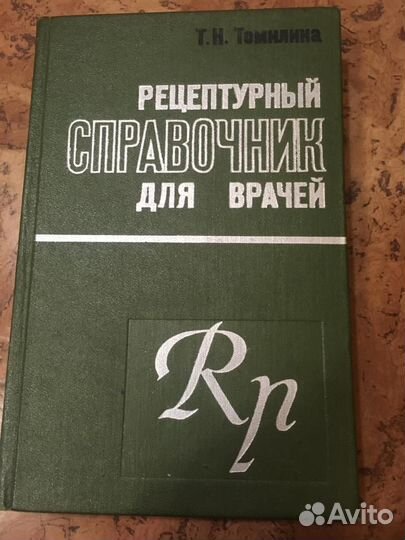 Т.Н. Томилина
РЕЦЕПТУРНЫЙ
СПРАВОЧНИК
ДЛЯ ВРАЧЕЙ
Rp
Avito